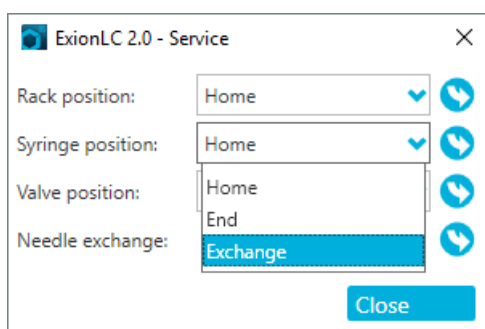 ExionLC 2.0 - Service
Rack position: Home
Syringe position: Home
Valve position: Home
End
Needle exchange: Exchange
Close